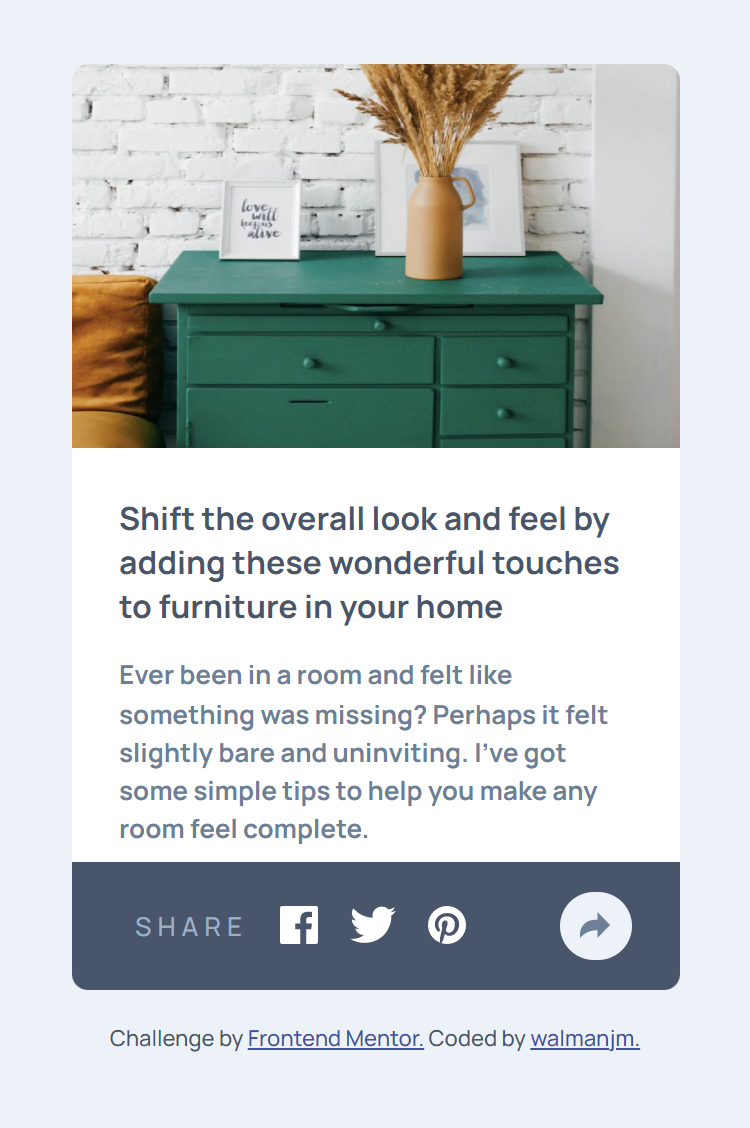 love
will
keep us
alive
Shift the overall look and feel by
adding these wonderful touches
to furniture in your home
Ever been in a room and felt like
something was missing? Perhaps it felt
slightly bare and uninviting. I’ve got
some simple tips to help you make any
room feel complete.
SHARE
Challenge by Frontend Mentor. Coded by walmanjm.